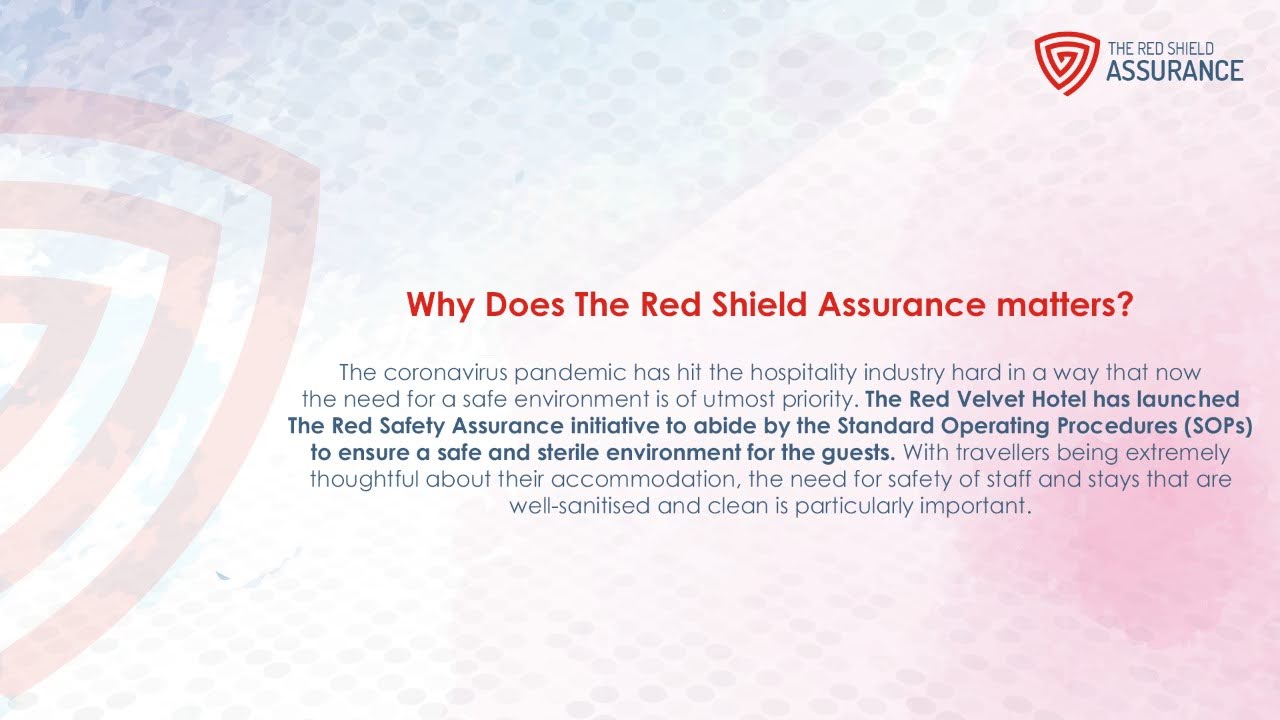 THE RED SHIELD
ASSURANCE
Why Does The Red Shield Assurance matters?
The coronavirus pandemic has hit the hospitality industry hard in a way that now
the need for a safe environment is of utmost priority. The Red Velvet Hotel has launched
The Red Safety Assurance initiative to abide by the Standard Operating Procedures (SOPs)
to ensure a safe and sterile environment for the guests. With travellers being extremely
thoughtful about their accommodation, the need for safety of staff and stays that are
well-sanitised and clean is particularly important.